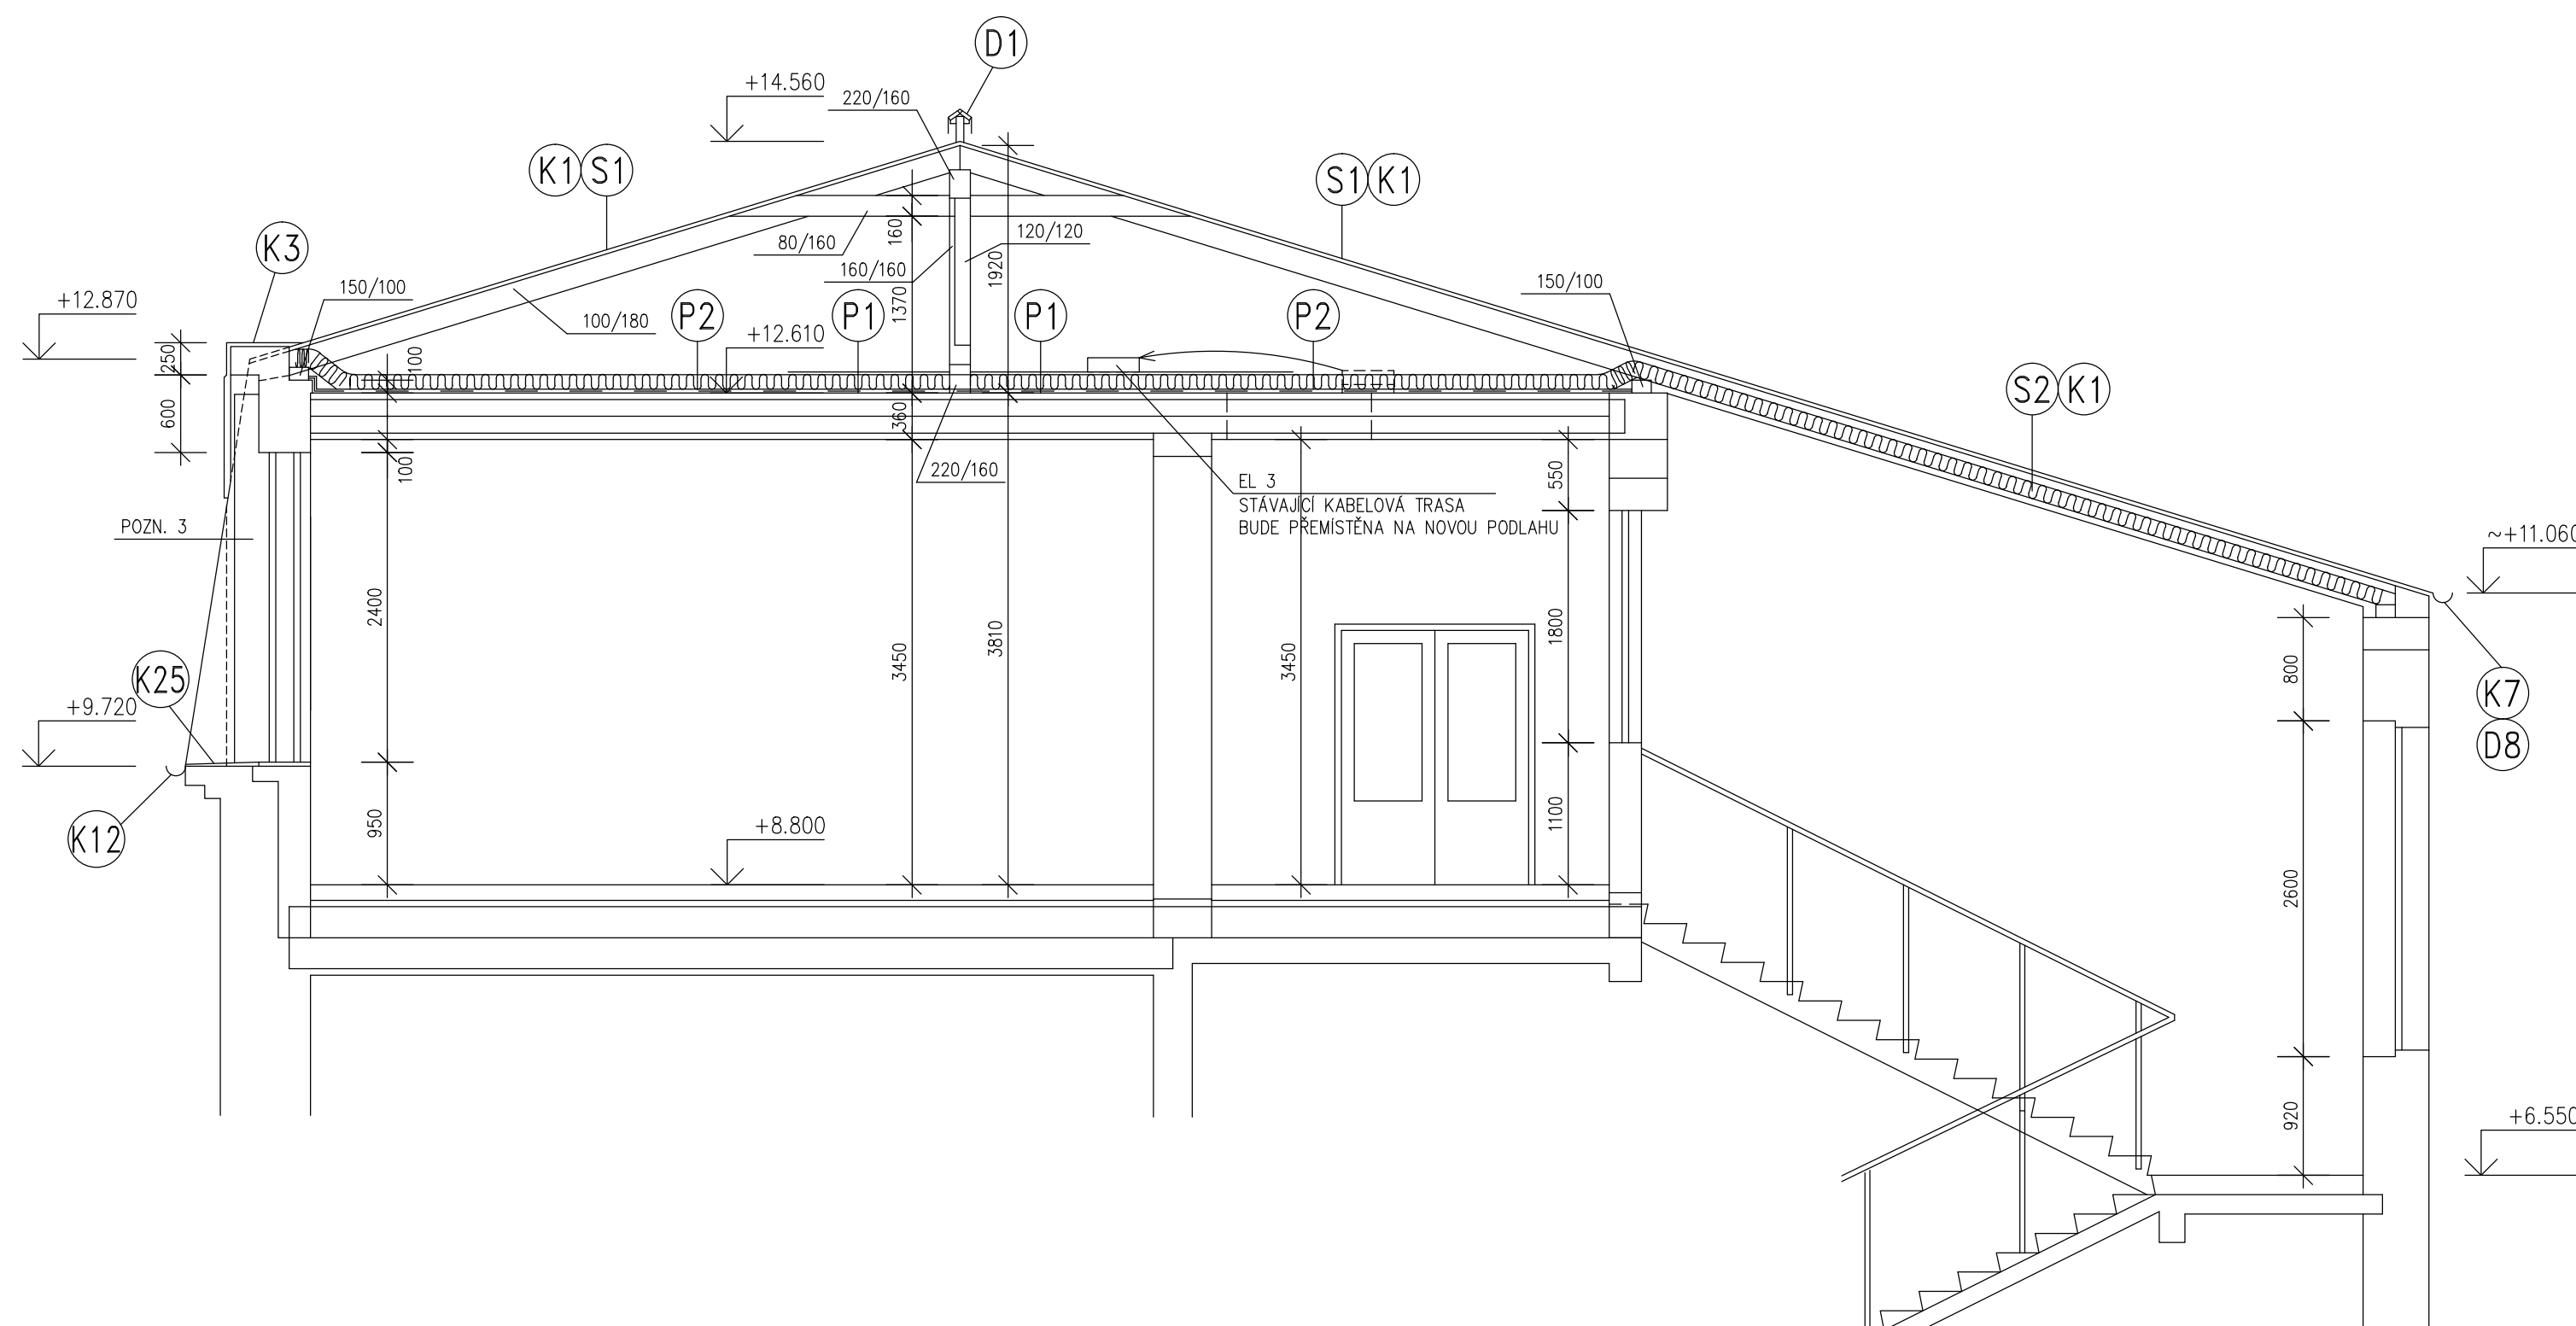 D1
+14.560
220/160
K1 S1
S1 K1
K3
80/160
160
120/120
160/160
1920
150/100
150/100
+12.870
100/180
P2
P1
1370
P1
P2
+12.610
250
100
S2 K1
600
360
100
220/160
550
EL 3
STÁVAJÍCÍ KABELOVÁ TRASA
BUDE PŘEMÍSTĚNA NA NOVOU PODLAHU
POZN. 3
~+11.060
2400
3450
3810
3450
1800
800
K25
K7
+9.720
D8
950
+8.800
1100
K12
2600
920
+6.550